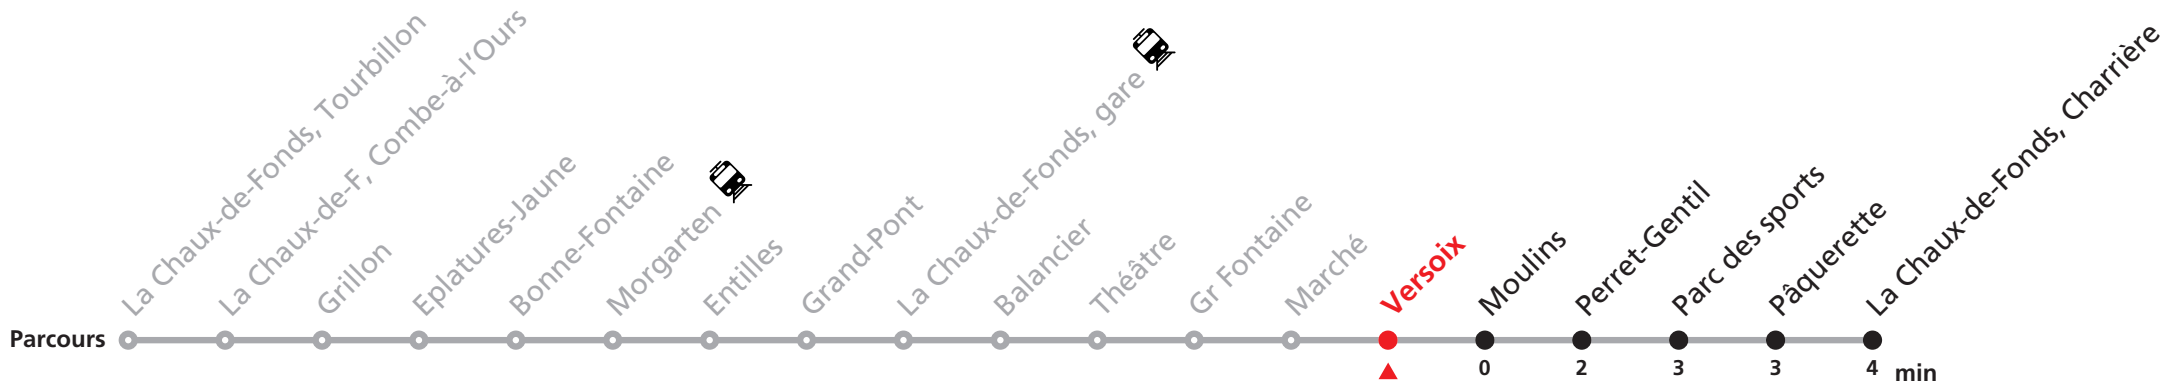 La Chaux-de-Fonds, Tourbillon
La Chaux-de-F, Combe-à-l'Ours
Grillon
Eplatures-Jaune
Bonne-Fontaine
Morgarten
Entilles
Grand-Pont
La Chaux-de-Fonds, gare
Balancier
Théâtre
Gr Fontaine
Marché
Versoix
Moulins
Perret-Gentil
Parc des sports
Pâquerette
La Chaux-de-Fonds, Charrière
Parcours
0 2 3 3 4 min